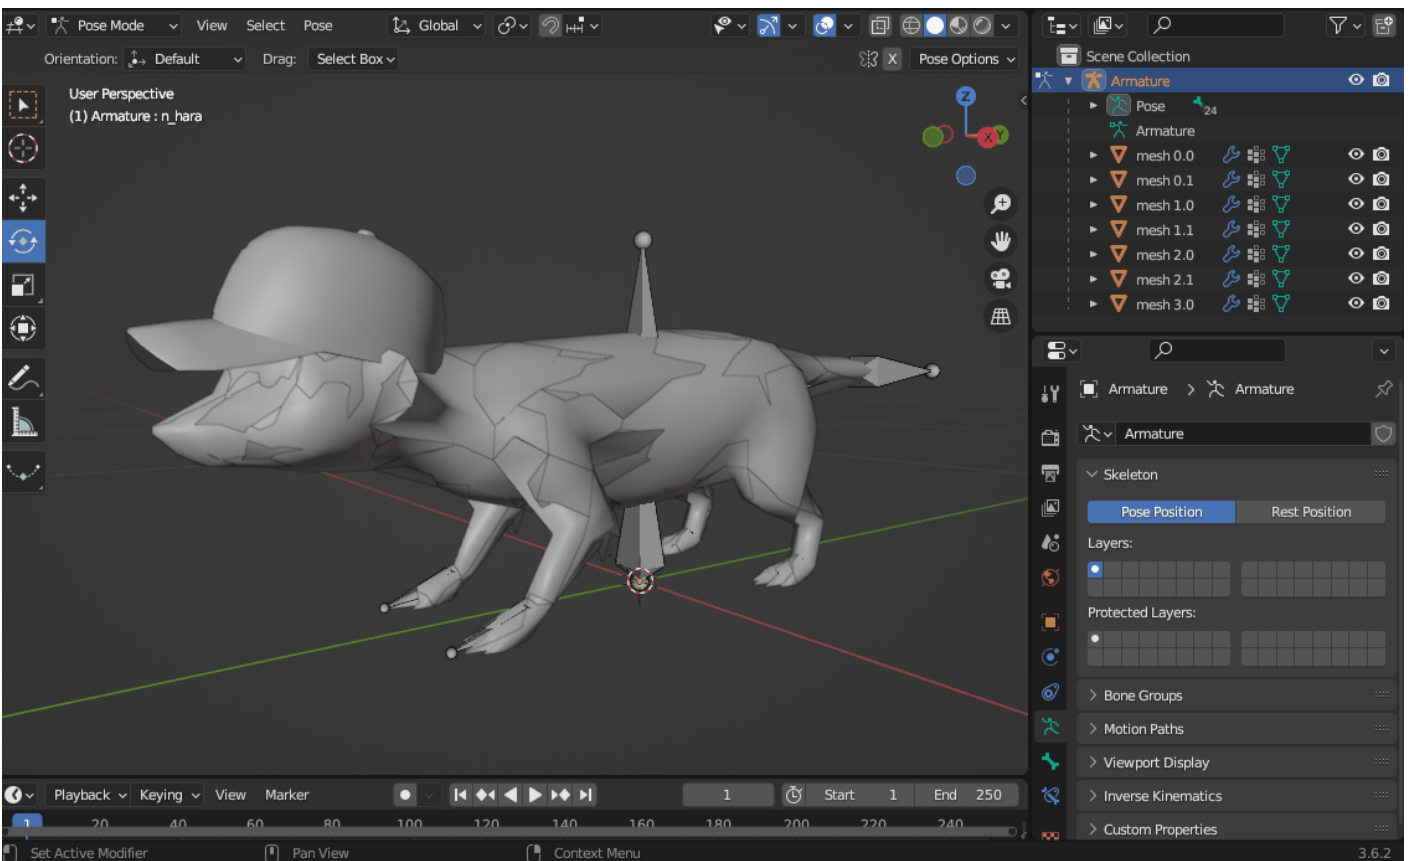 Pose Mode View Select Pose Global
Orientation: Default Drag: Select Box X Pose Options
User Perspective
(1) Armature : n_hara
Z
X Y
Scene Collection
Armature
Pose 24
Armature
mesh 0.0
mesh 0.1
mesh 1.0
mesh 1.1
mesh 2.0
mesh 2.1
mesh 3.0
Armature > Armature
Armature
Skeleton
Pose Position Rest Position
Layers:
Protected Layers:
Bone Groups
Motion Paths
Viewport Display
Inverse Kinematics
Custom Properties
Playback Keying View Marker 1 Start 1 End 250
1 20 40 60 80 100 120 140 160 180 200 220 240
Set Active Modifier Pan View Context Menu 3.6.2